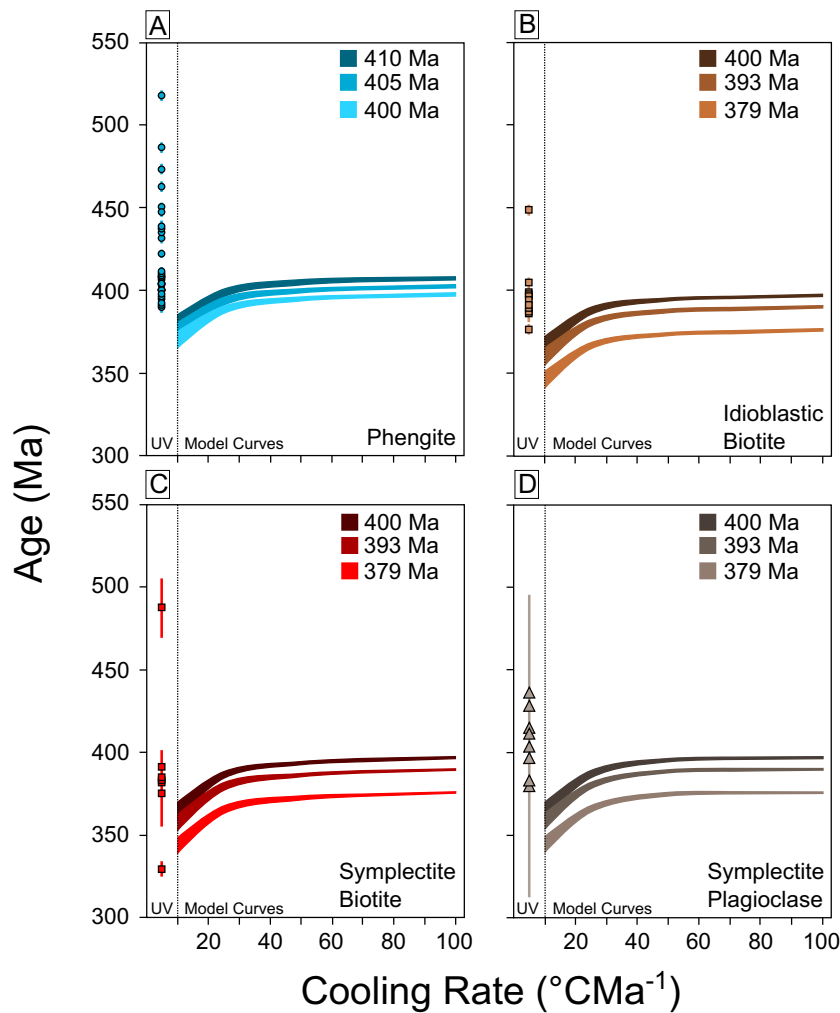 A
410 Ma
405 Ma
400 Ma
UV Model Curves
Phengite
B
400 Ma
393 Ma
379 Ma
UV Model Curves
Idioblastic
Biotite
550
500
450
400
350
300
C
400 Ma
393 Ma
379 Ma
UV Model Curves
Symplectite
Biotite
D
400 Ma
393 Ma
379 Ma
UV Model Curves
Symplectite
Plagioclase
550
500
450
400
350
300
Age (Ma)
20 40 60 80 100
20 40 60 80 100
Cooling Rate (°CMa⁻¹)